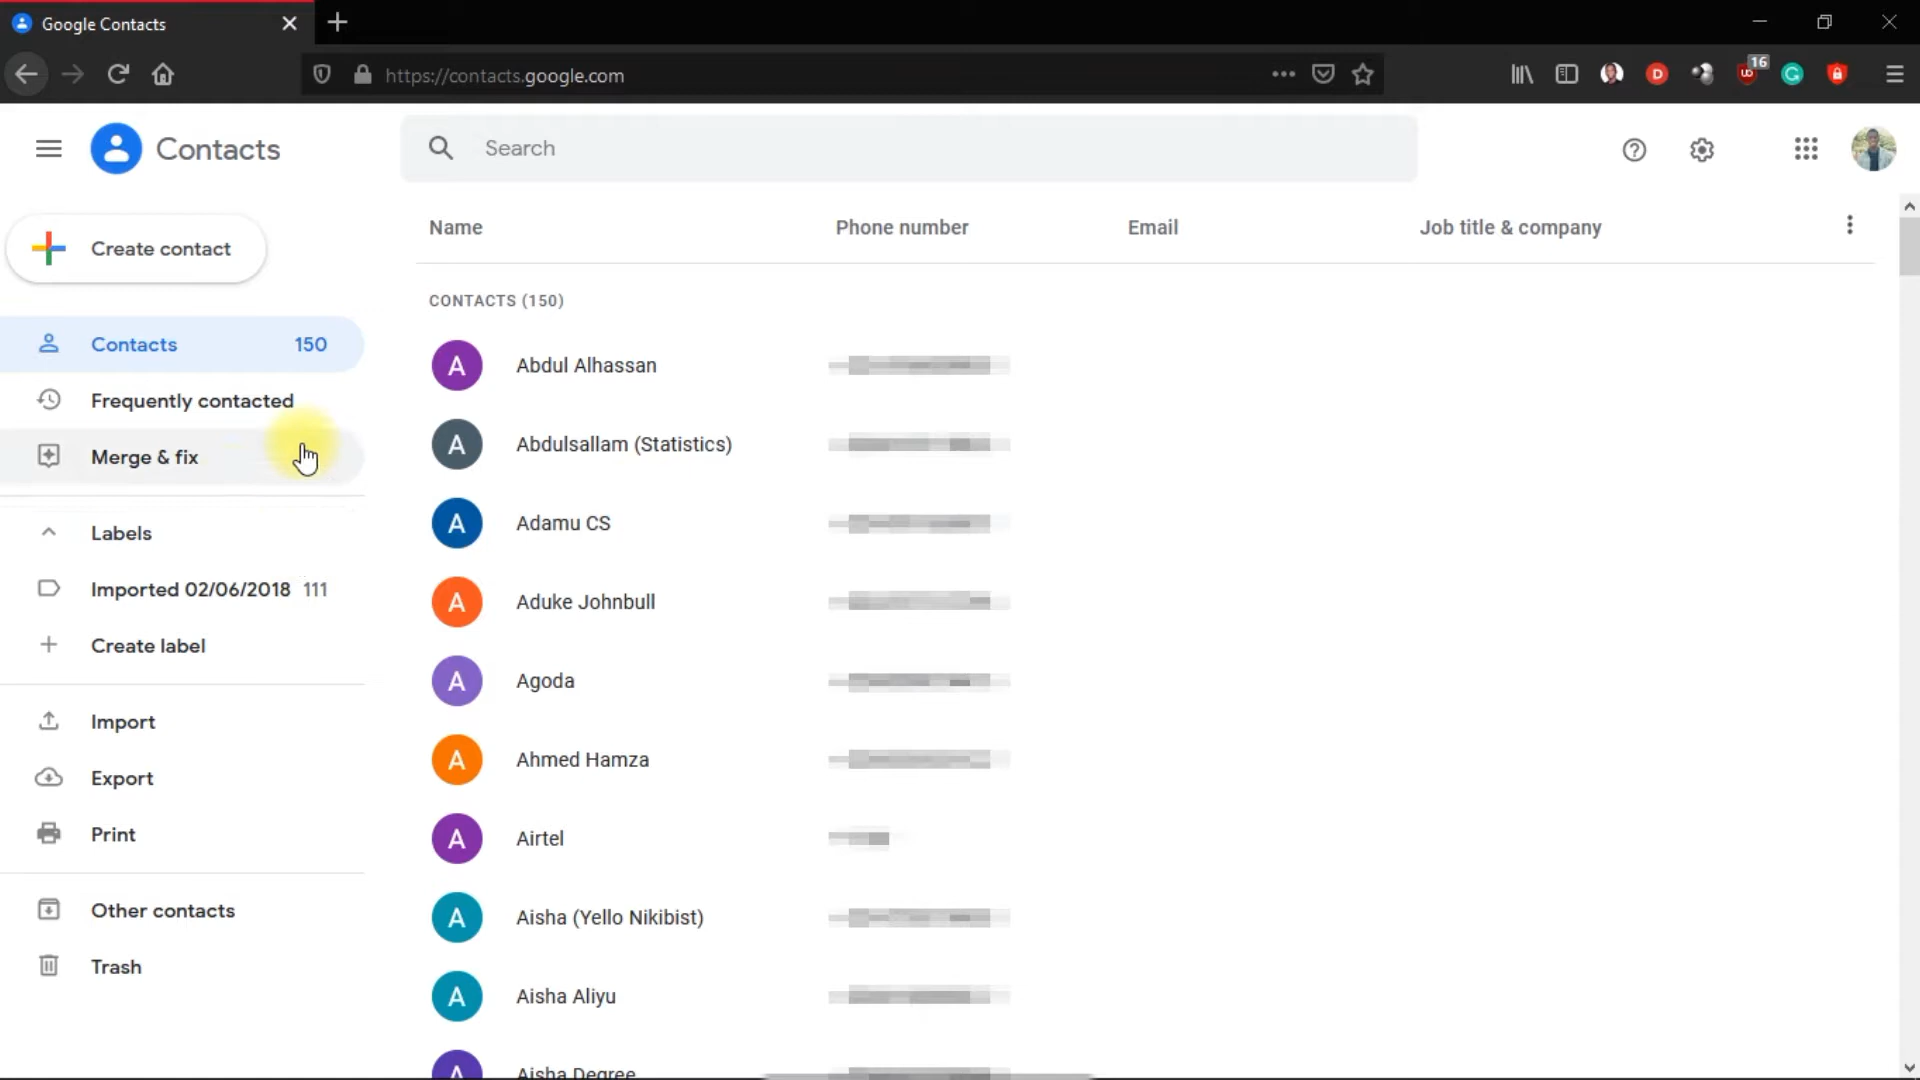 Google Contacts
https://contacts.google.com
16
D
Contacts
Search
Create contact
Name Phone number Email Job title & company
CONTACTS (150)
Contacts 150
Frequently contacted
Merge & fix
Labels
Imported 02/06/2018 111
Create label
Import
Export
Print
Other contacts
Trash
A Abdul Alhassan
A Abdulsallam (Statistics)
A Adamu CS
A Aduke Johnbull
A Agoda
A Ahmed Hamza
A Airtel
A Aisha (Yello Nikibist)
A Aisha Aliyu
A Aisha Degree